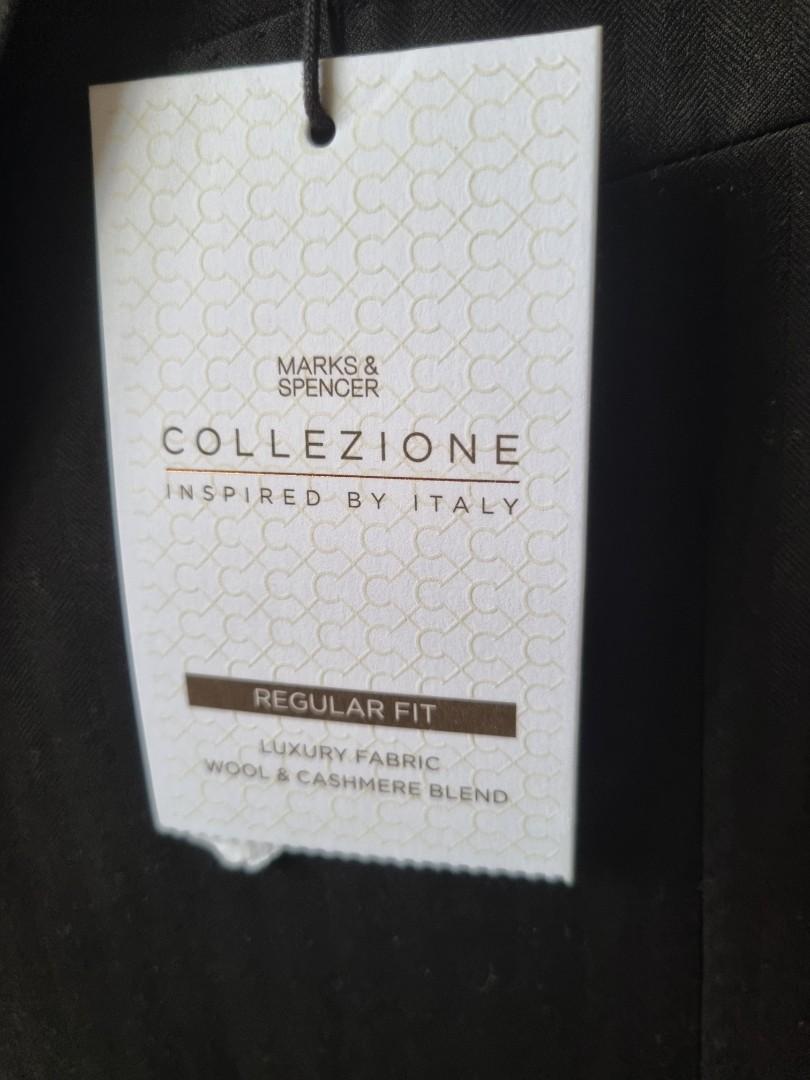 MARKS &
SPENCER
COLLEZIONE
INSPIRED BY ITALY
REGULAR FIT
LUXURY FABRIC
WOOL & CASHMERE BLEND